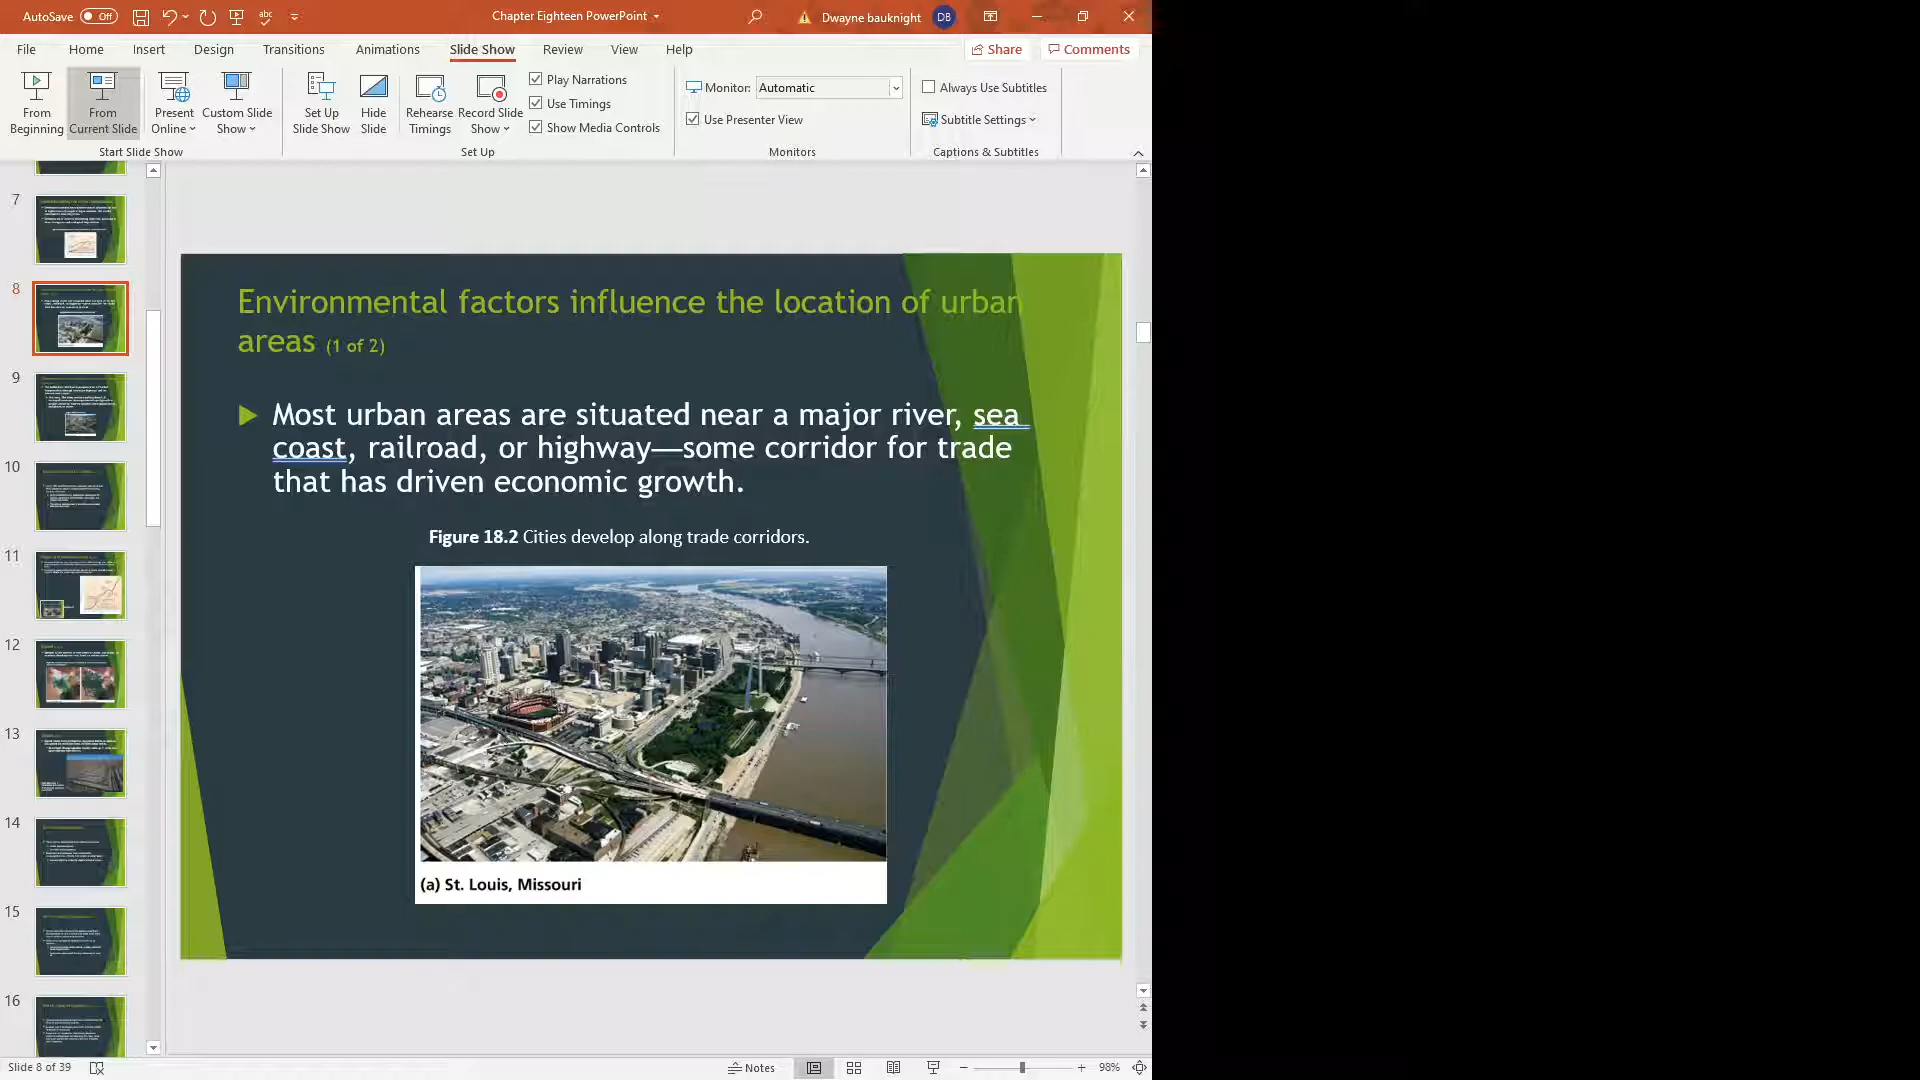 AutoSave Off
abc
Chapter Eighteen PowerPoint
Dwayne bauknight DB
File Home Insert Design Transitions Animations Slide Show Review View Help Share Comments
From Beginning
From Current Slide
Present Online
Custom Slide Show
Start Slide Show
Set Up Slide Show
Hide Slide
Rehearse Timings
Record Slide Show
Play Narrations
Use Timings
Show Media Controls
Set Up
Monitor: Automatic
Use Presenter View
Monitors
Always Use Subtitles
Subtitle Settings
Captions & Subtitles
7
8
9
10
11
12
13
14
15
16
Environmental factors influence the location of urban
areas (1 of 2)
Most urban areas are situated near a major river, sea
coast, railroad, or highway—some corridor for trade
that has driven economic growth.
Figure 18.2 Cities develop along trade corridors.
(a) St. Louis, Missouri
Slide 8 of 39
Notes
98%